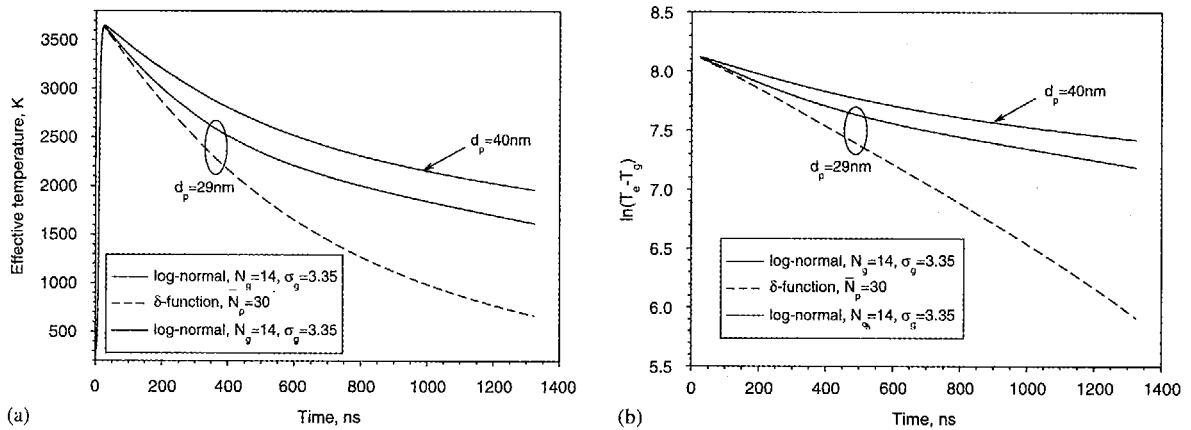 Effective temperature, K
3500
3000
2500
2000
1500
1000
500
d_p=40nm
d_p=29nm
log-normal, N_g=14, σ_g=3.35
δ-function, N̄_p=30
log-normal, N_g=14, σ_g=3.35
0 200 400 600 800 1000 1200 1400
Time, ns
(a)
ln(T_e-T_g)
8.5
8.0
7.5
7.0
6.5
6.0
5.5
d_p=40nm
d_p=29nm
log-normal, N_g=14, σ_g=3.35
δ-function, N̄_p=30
log-normal, N_g=14, σ_g=3.35
0 200 400 600 800 1000 1200 1400
Time, ns
(b)